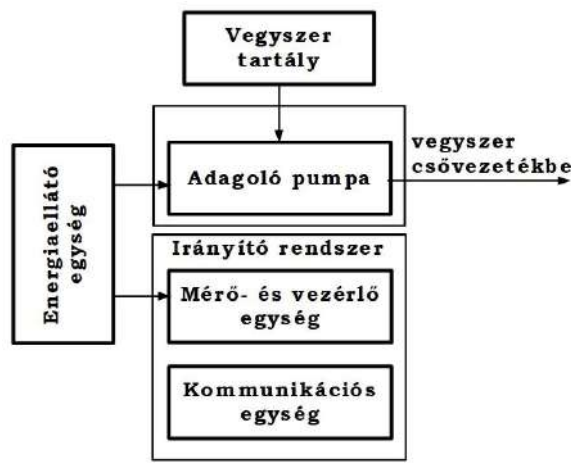 Vegyszer
tartály
Adagoló pumpa
vegyszer
csővezetékbe
Energiaellátó
egység
Irányító rendszer
Mérő- és vezérlő
egység
Kommunikációs
egység